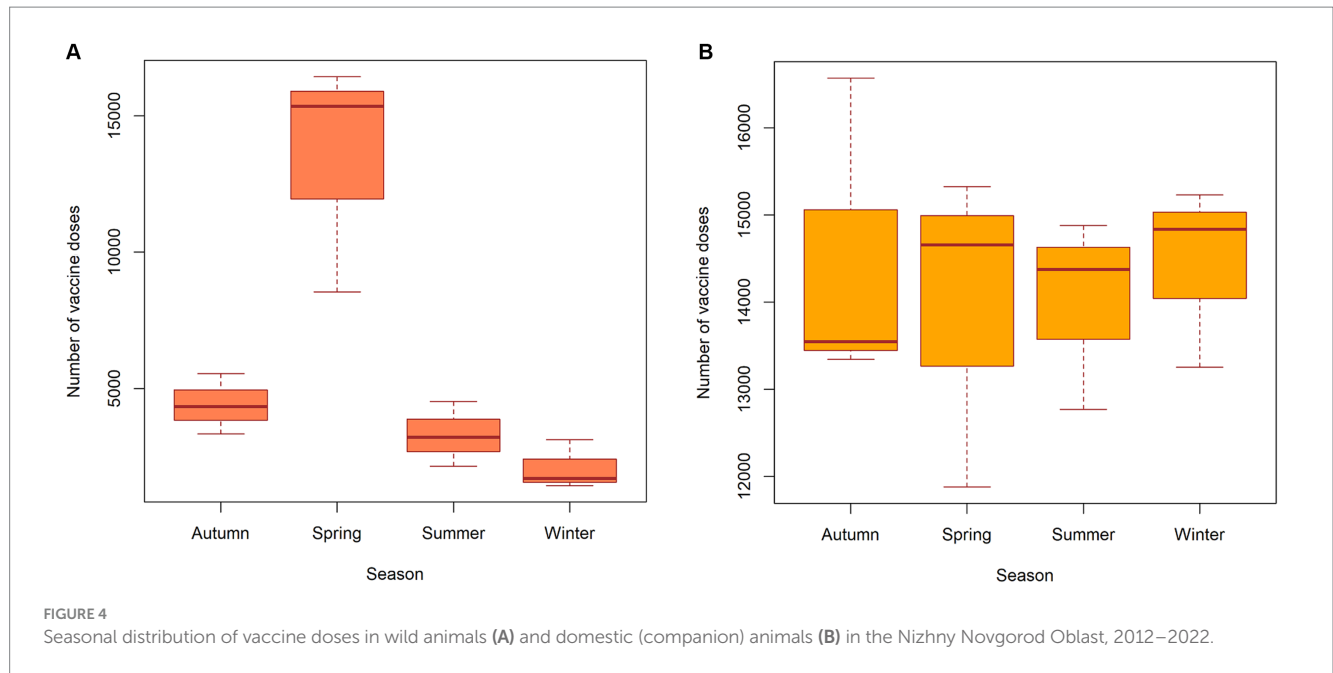 A
Number of vaccine doses
15000
10000
5000
Autumn Spring Summer Winter
Season
B
Number of vaccine doses
16000
15000
14000
13000
12000
Autumn Spring Summer Winter
Season
FIGURE 4
Seasonal distribution of vaccine doses in wild animals (A) and domestic (companion) animals (B) in the Nizhny Novgorod Oblast, 2012–2022.